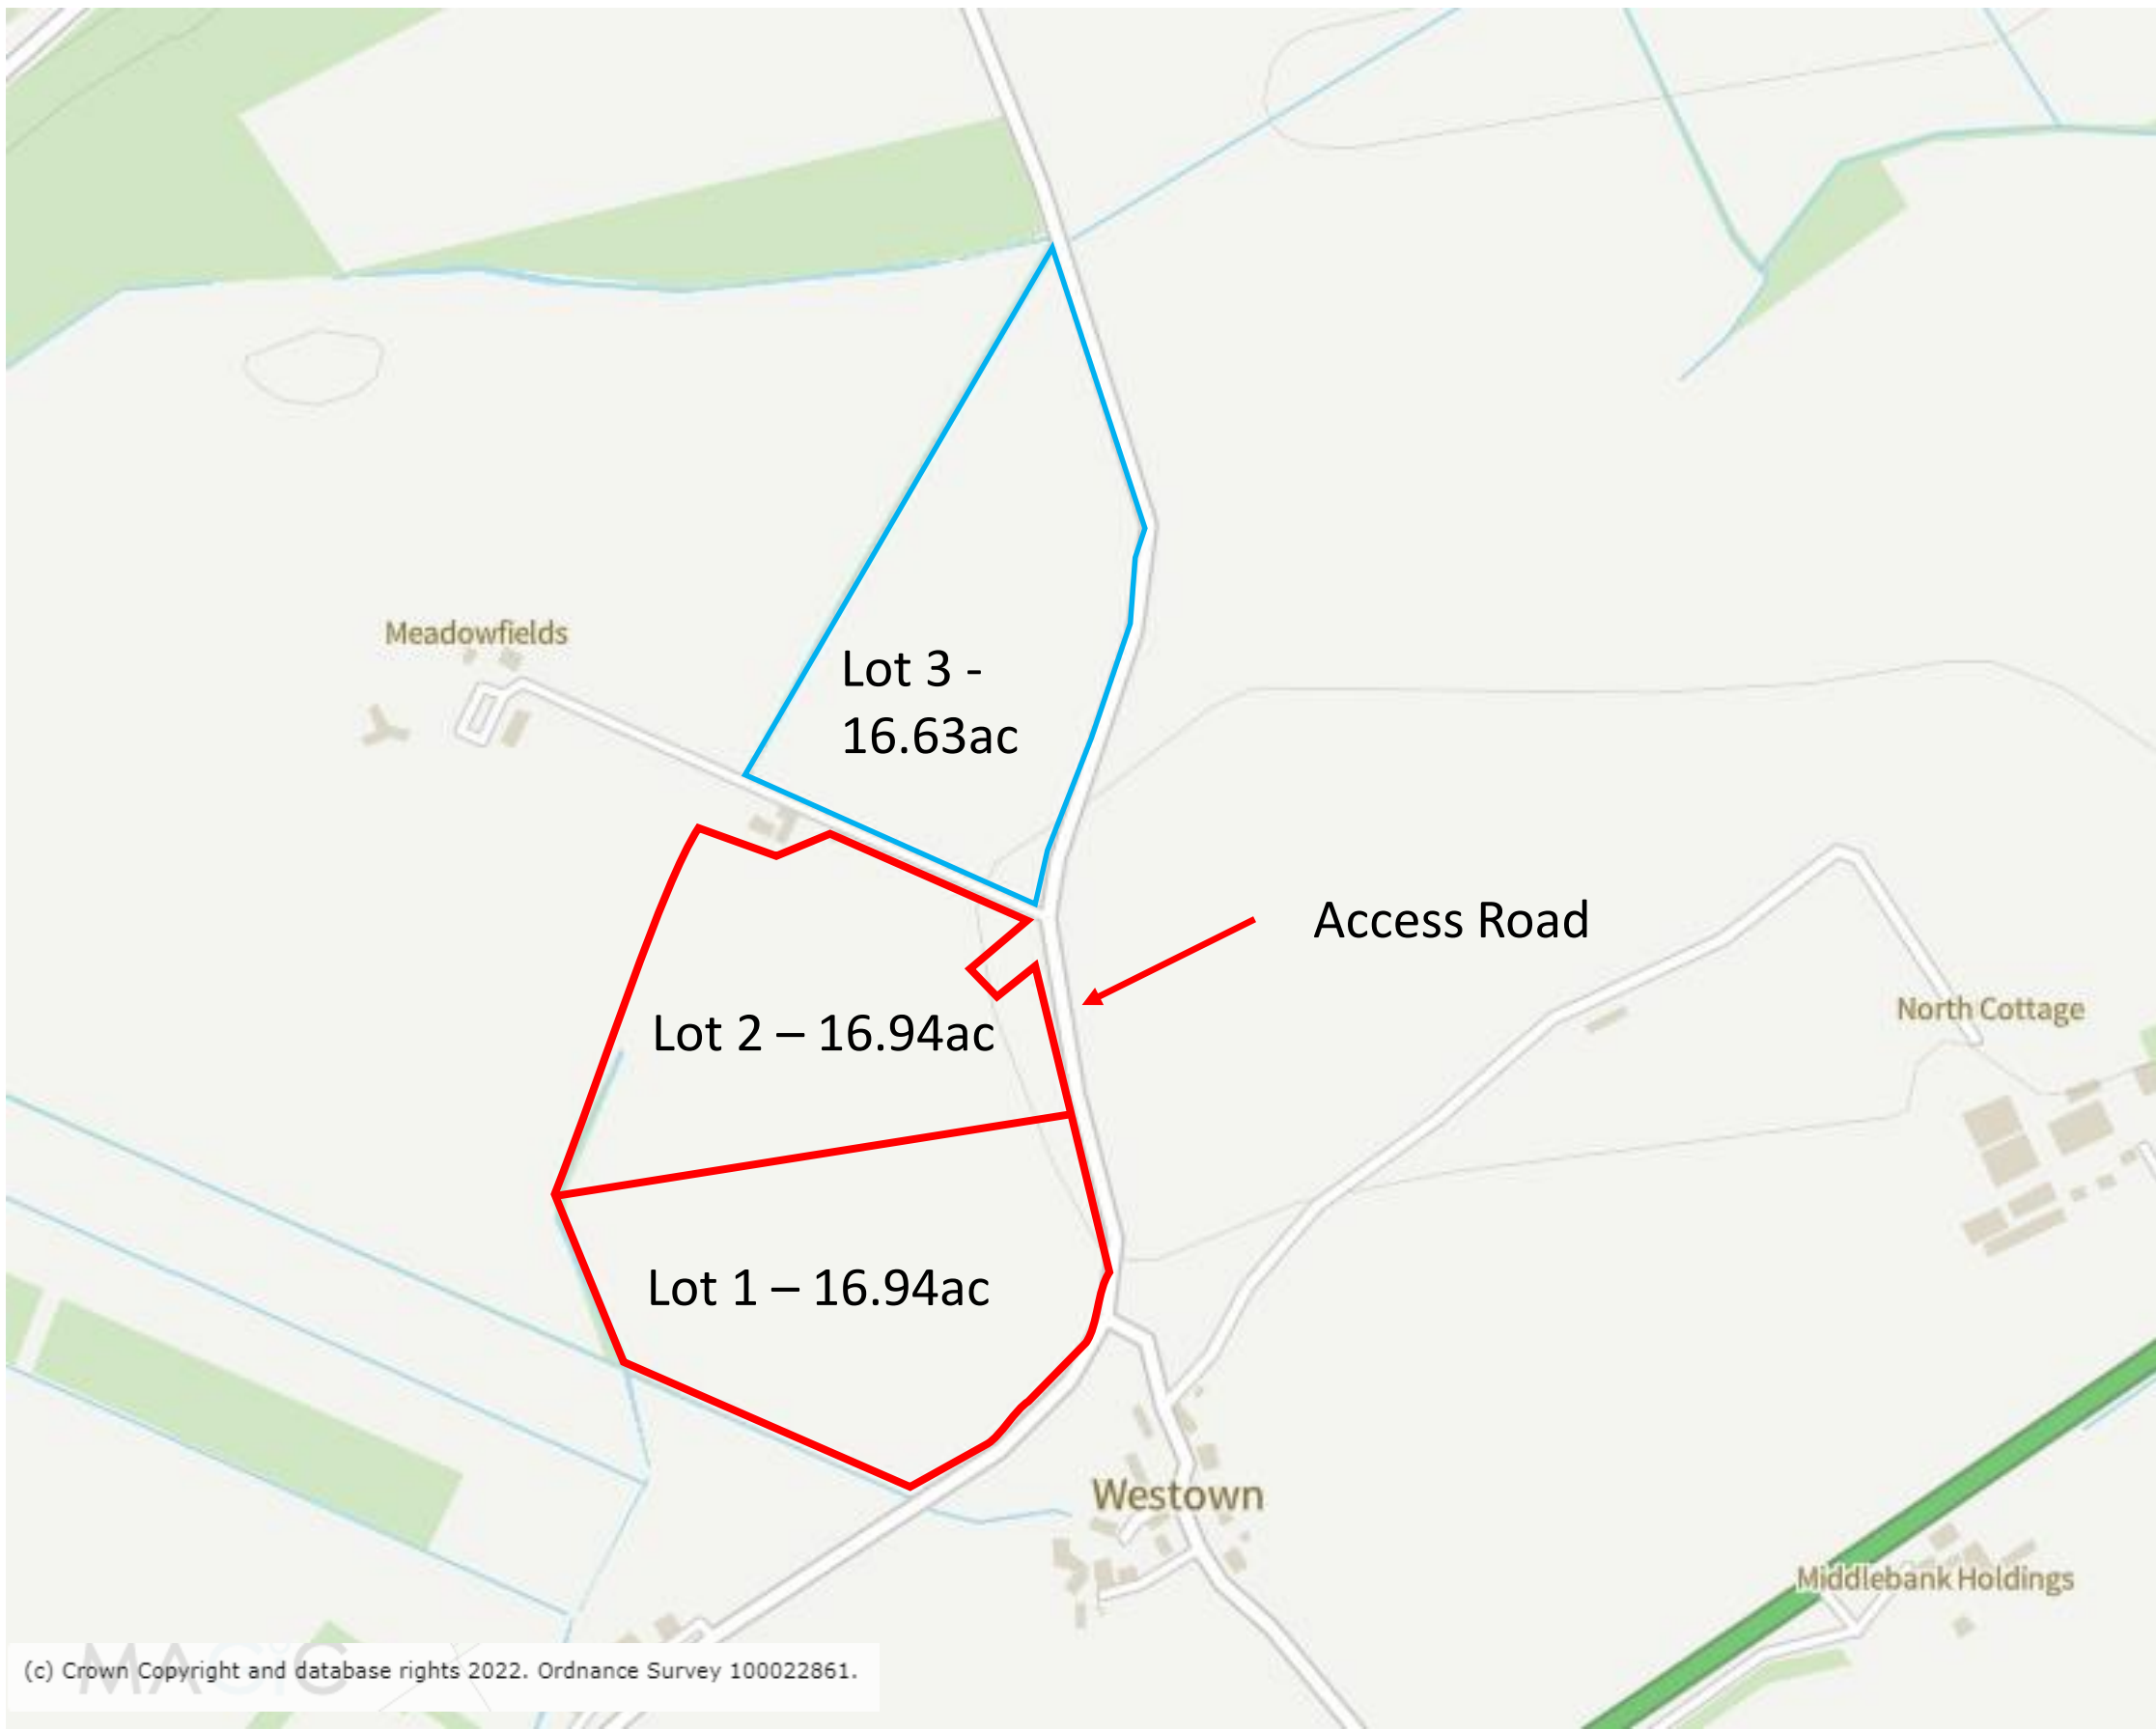 Meadowfields
Lot 3 -
16.63ac
Access Road
North Cottage
Lot 2 – 16.94ac
Lot 1 – 16.94ac
Westown
Middlebank Holdings
MAGIC
(c) Crown Copyright and database rights 2022. Ordnance Survey 100022861.